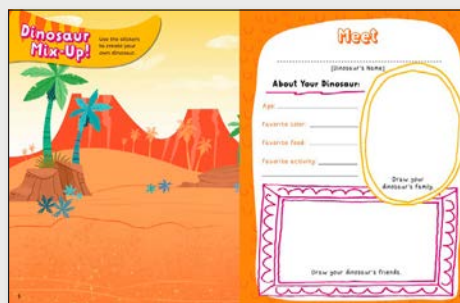 Dinosaur
Mix-Up!
Use the stickers
to create your
own dinosaur.
Meet
(Dinosaur's Name)
About Your Dinosaur:
Age:
Favorite color:
Favorite food:
Favorite activity:
Draw your
dinosaur's family.
Draw your dinosaur's friends.